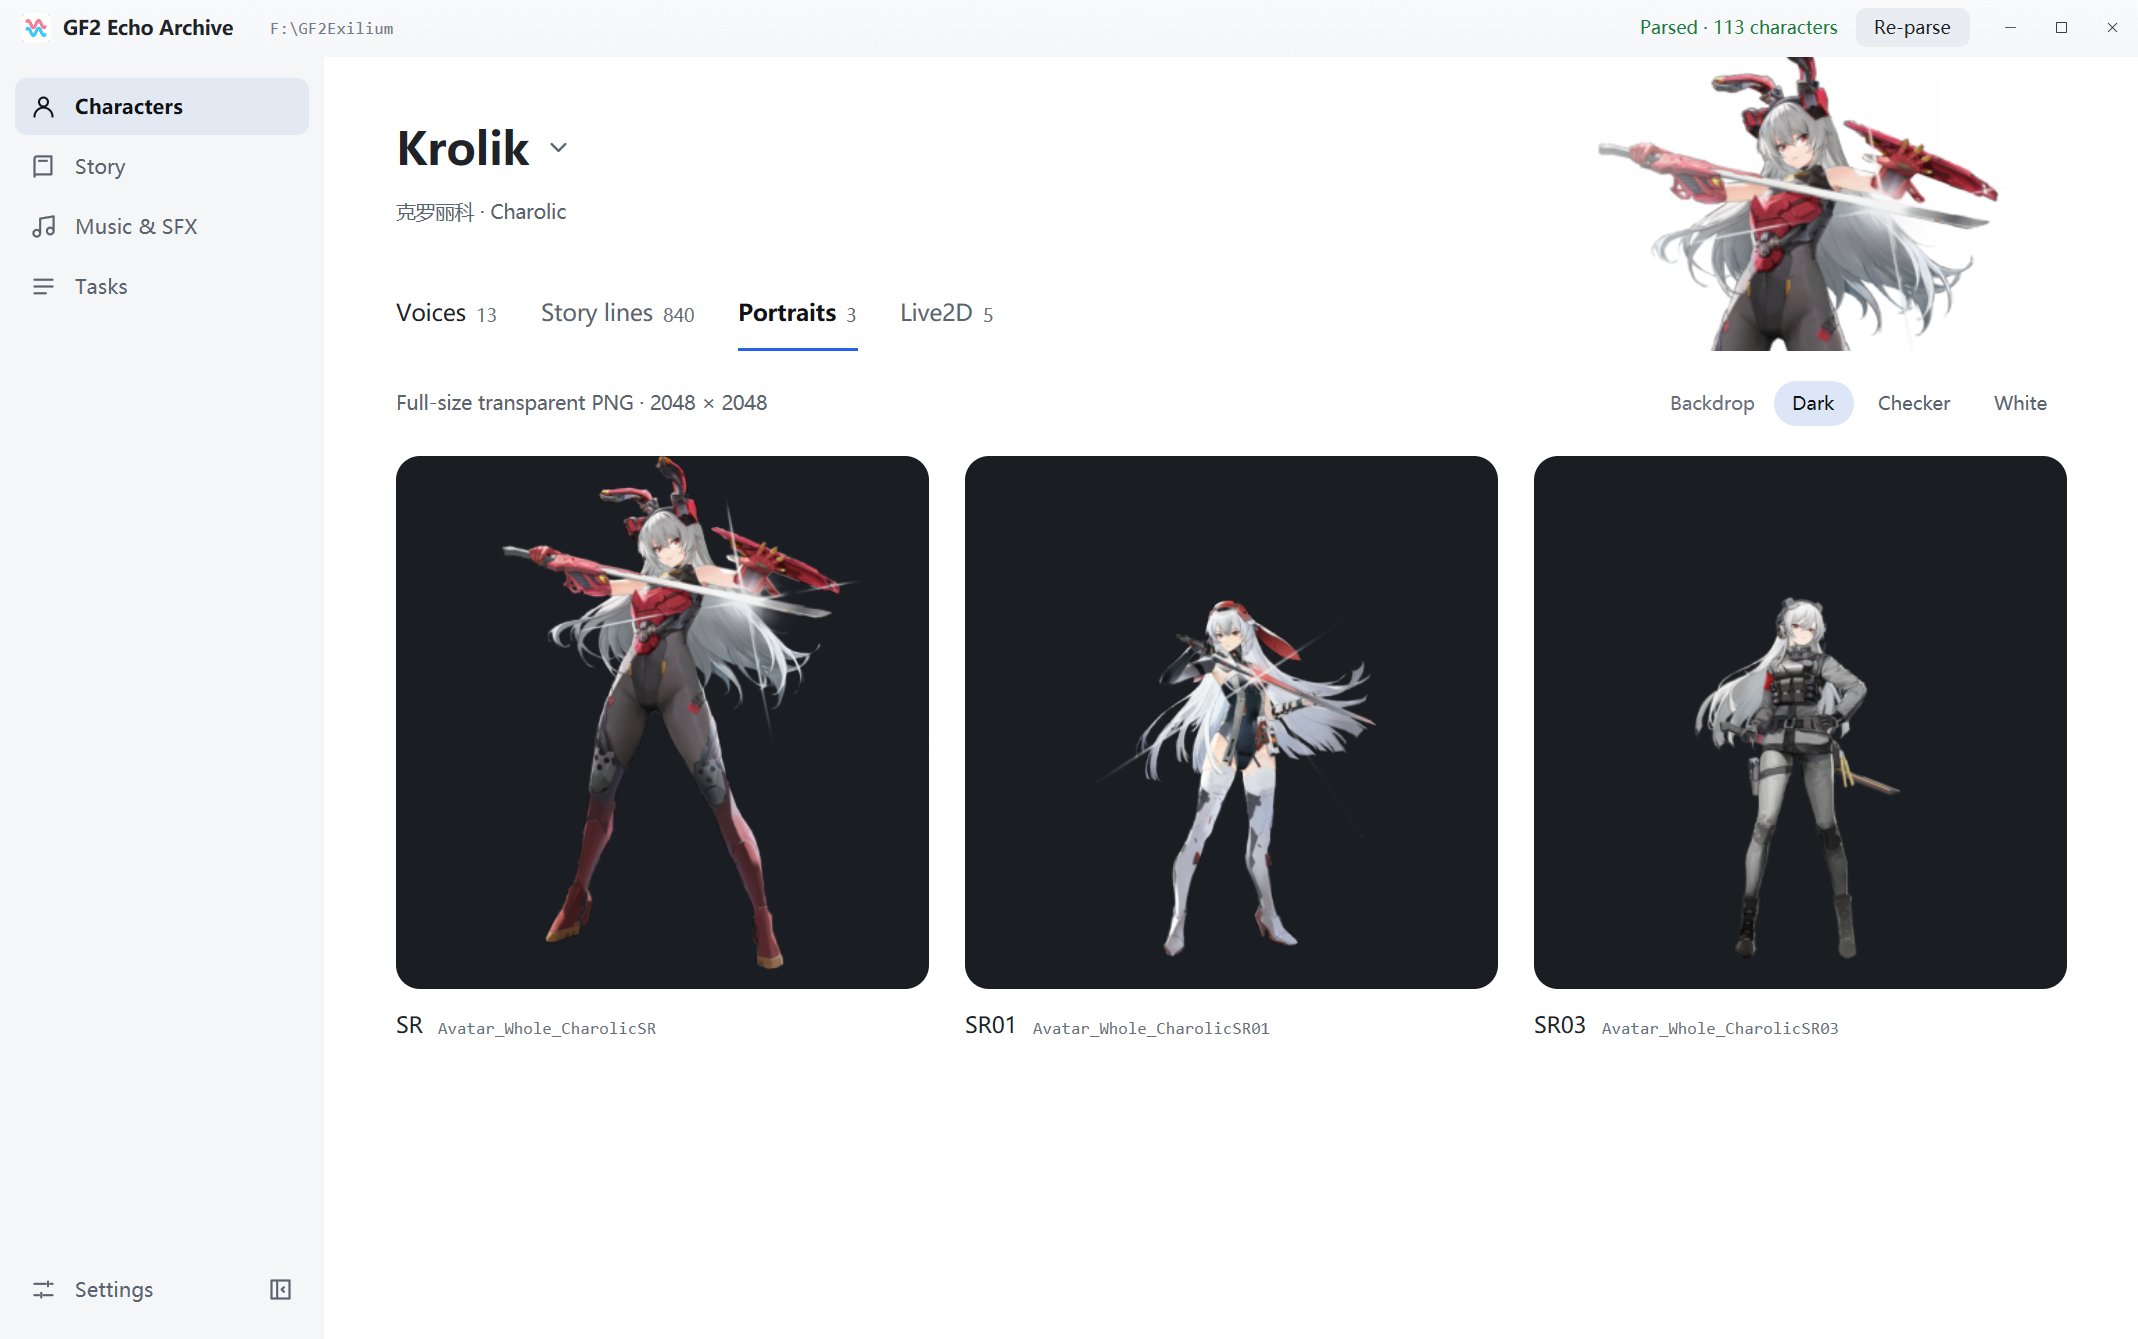 GF2 Echo Archive F:\GF2Exilium Parsed · 113 characters Re-parse
Characters
Story
Music & SFX
Tasks
Settings
Krolik
克罗丽科 · Charolic
Voices 13 Story lines 840 Portraits 3 Live2D 5
Full-size transparent PNG · 2048 × 2048 Backdrop Dark Checker White
SR Avatar_Whole_CharolicSR
SR01 Avatar_Whole_CharolicSR01
SR03 Avatar_Whole_CharolicSR03